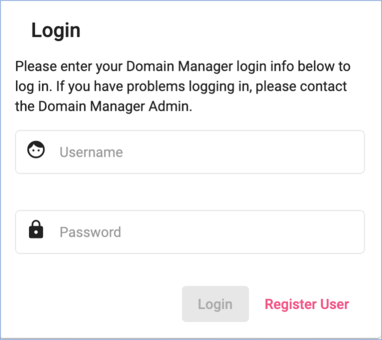 Login
Please enter your Domain Manager login info below to
log in. If you have problems logging in, please contact
the Domain Manager Admin.
Username
Password
Login Register User